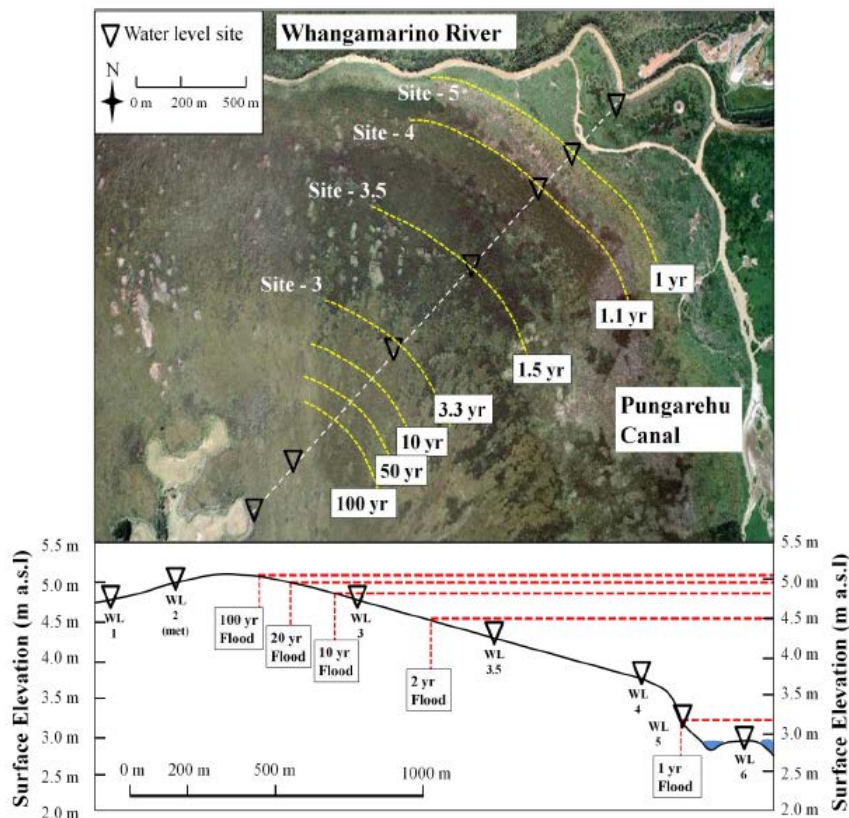 Water level site
N
0 m 200 m 500 m
Whangamarino River
Site - 5
Site - 4
Site - 3.5
Site - 3
1 yr
1.1 yr
1.5 yr
3.3 yr
10 yr
50 yr
100 yr
Pungarehu
Canal
Surface Elevation (m a.s.l)
5.5 m
5.0 m
4.5 m
4.0 m
3.5 m
3.0 m
2.5 m
2.0 m
WL
1
WL
2
(met)
100 yr
Flood
20 yr
Flood
10 yr
Flood
WL
3
2 yr
Flood
WL
3.5
WL
4
WL
5
1 yr
Flood
WL
6
0 m 200 m 500 m 1000 m
5.5 m
5.0 m
4.5 m
4.0 m
3.5 m
3.0 m
2.5 m
2.0 m
Surface Elevation (m a.s.l)